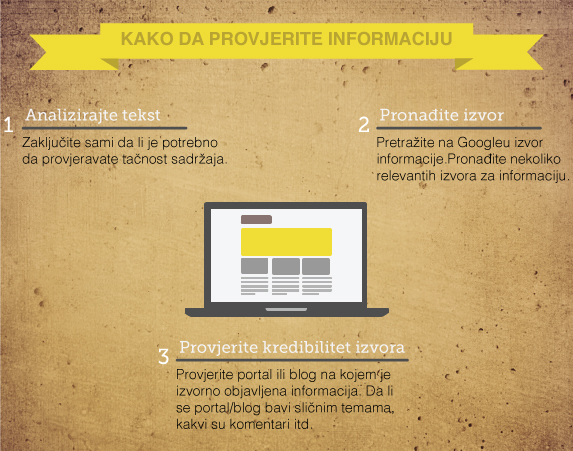 KAKO DA PROVJERITE INFORMACIJU
1 Analizirajte tekst
Zaključite sami da li je potrebno
da provjeravate tačnost sadržaja.
2 Pronađite izvor
Pretražite na Googleu izvor
informacije.Pronađite nekoliko
relevantnih izvora za informaciju.
3 Provjerite kredibilitet izvora
Provjerite portal ili blog na kojem je
izvorno objavljena informacija. Da li
se portal/blog bavi sličnim temama,
kakvi su komentari itd.